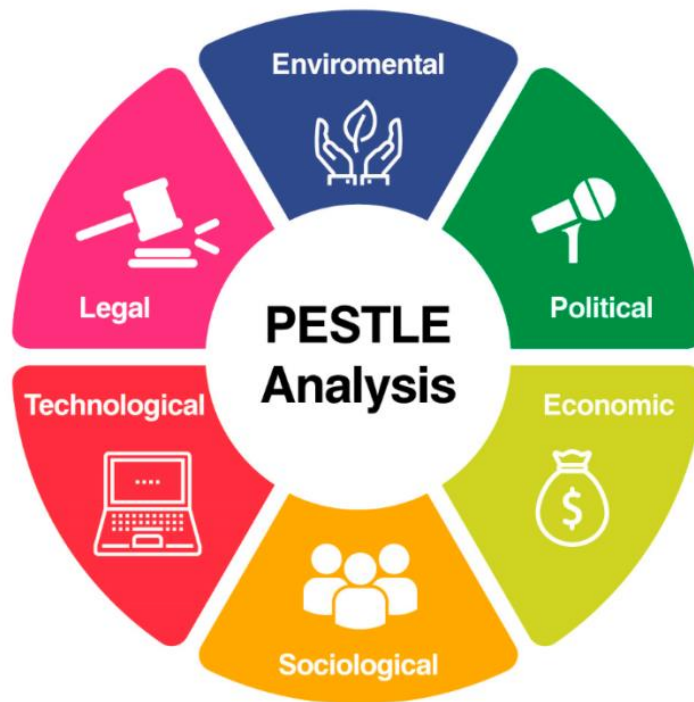 Enviromental
Political
Economic
Sociological
Technological
Legal
PESTLE
Analysis
$